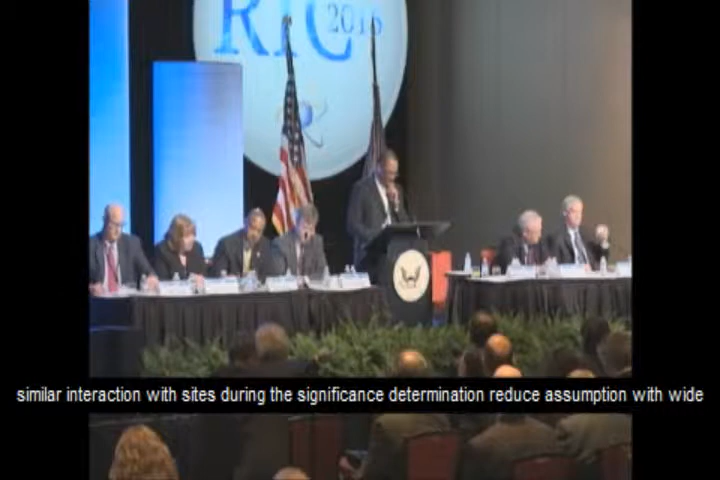 RIC 2016
similar interaction with sites during the significance determination reduce assumption with wide